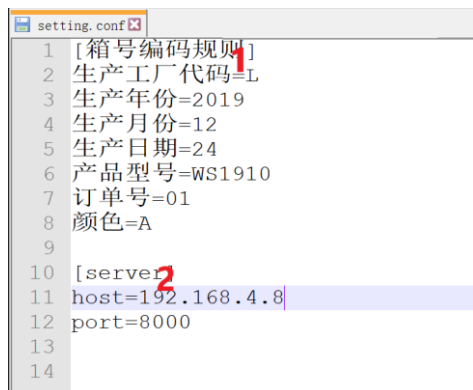 setting.conf
1 [箱号编码规则]
1
2 生产工厂代码=L
3 生产年份=2019
4 生产月份=12
5 生产日期=24
6 产品型号=WS1910
7 订单号=01
8 颜色=A
9
10 [server]
2
11 host=192.168.4.8
12 port=8000
13
14